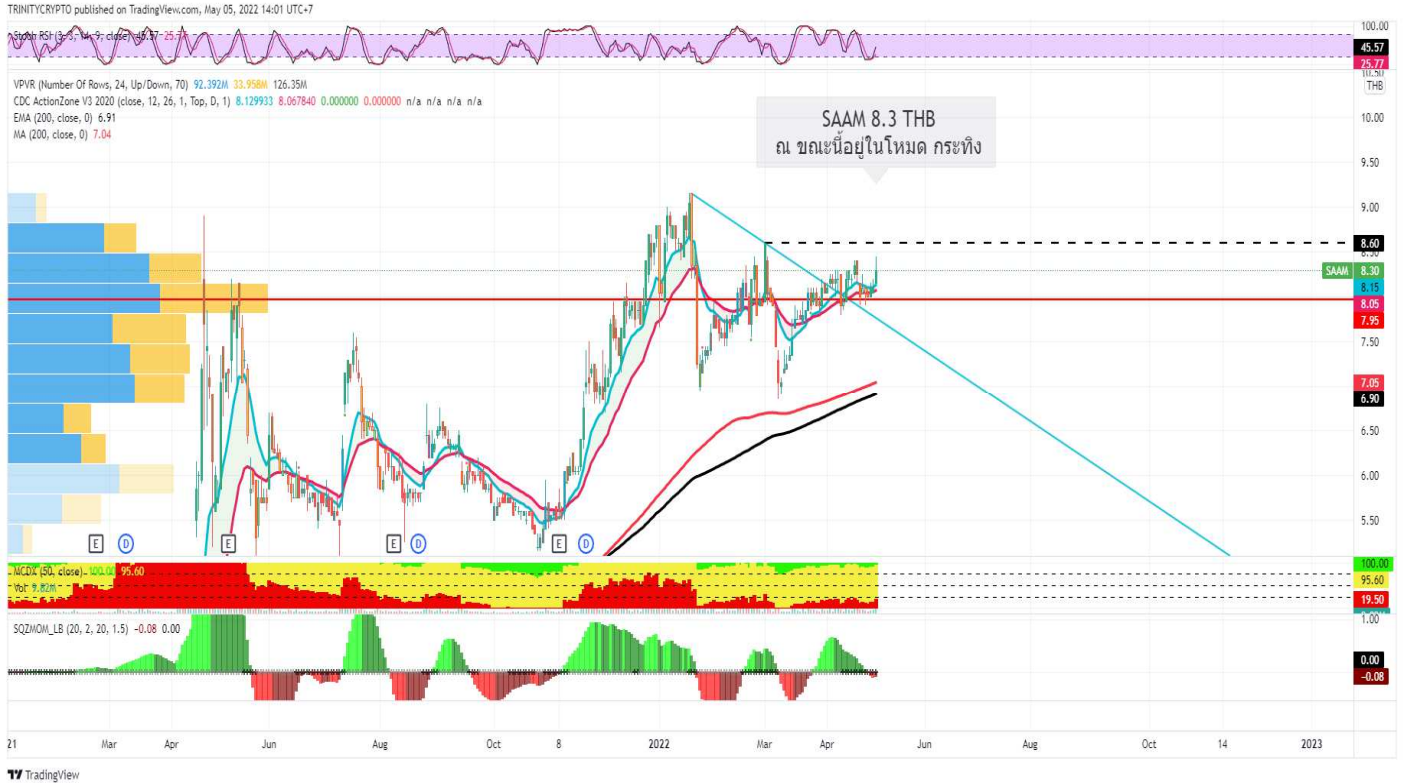 TRINITYCRYPTO published on TradingView.com, May 05, 2022 14:01 UTC+7
Stoch RSI (3, 3, 14, 9, close) 45.57 25.77
100.00
45.57
25.77
10.50
THB
VPVR (Number Of Rows, 24, Up/Down, 70) 92.392M 33.958M 126.35M
CDC ActionZone V3 2020 (close, 12, 26, 1, Top, D, 1) 8.129933 8.067840 0.000000 0.000000 n/a n/a n/a n/a
EMA (200, close, 0) 6.91
MA (200, close, 0) 7.04
SAAM 8.3 THB
ณ ขณะนี้อยู่ในโหมด กระทิง
10.00
9.50
9.00
8.60
8.50
SAAM 8.30
8.15
8.05
7.95
7.50
7.05
6.90
6.50
6.00
5.50
E D E E D E D
MCDX (50, close) 100.00 95.60
Vol 9.82M
100.00
95.60
19.50
SQZMOM_LB (20, 2, 20, 1.5) −0.08 0.00
1.00
0.00
−0.08
21 Mar Apr Jun Aug Oct 8 2022 Mar Apr Jun Aug Oct 14 2023
TradingView